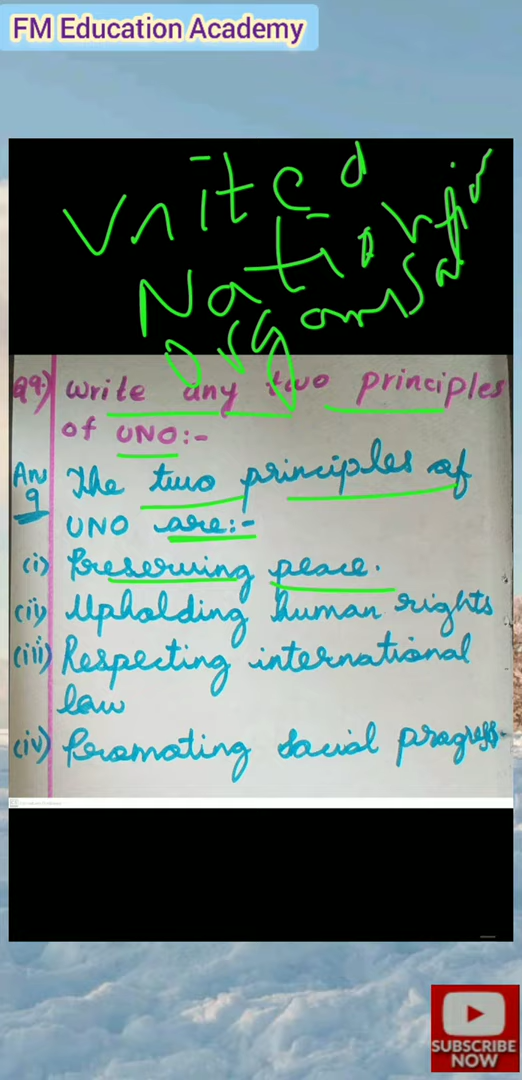 FM Education Academy
United
Nation
Organisation
Q9.) Write any two principles
of UNO:-
Ans The two principles of
9 UNO are:-
(i) Preserving peace.
(ii) Upholding human rights
(iii) Respecting international
law
(iv) Promoting social progress.
SUBSCRIBE
NOW